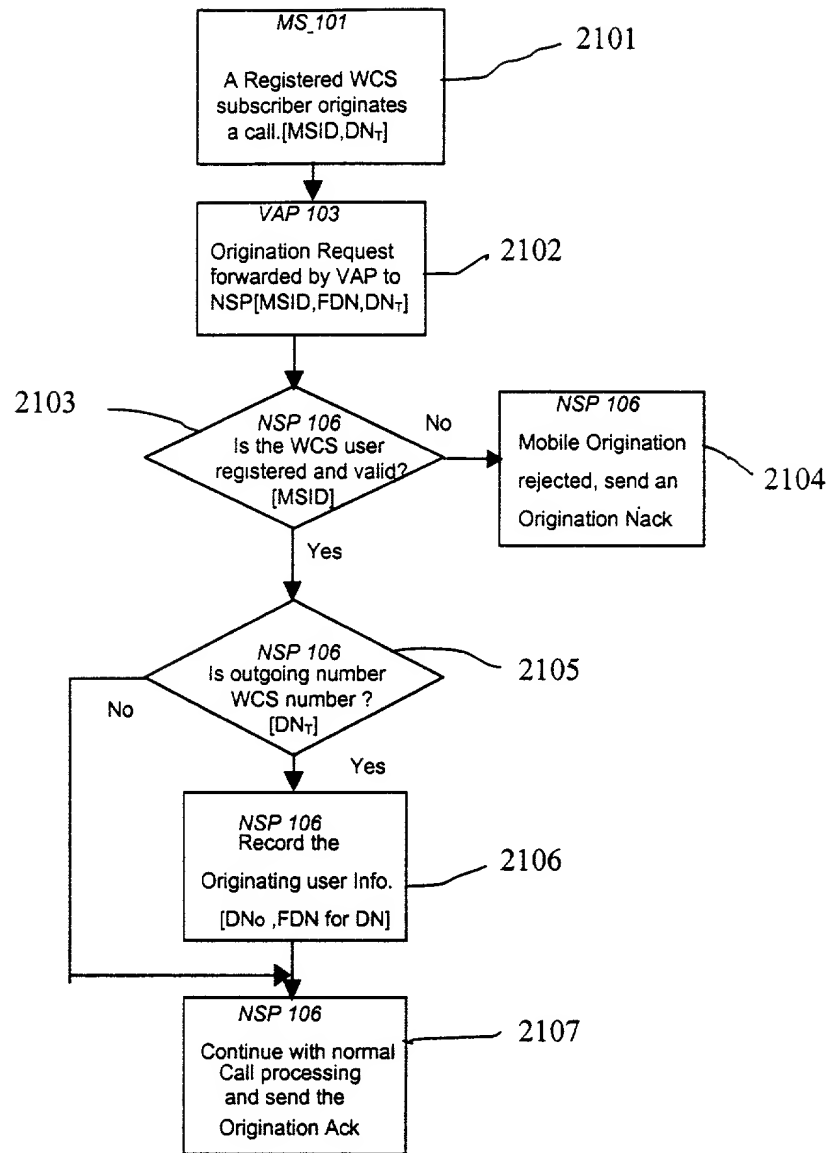 MS_101
2101
A Registered WCS
subscriber originates
a call.[MSID,DNT]
VAP 103
Origination Request
forwarded by VAP to
NSP[MSID,FDN,DNT]
2102
2103
NSP 106
Is the WCS user
registered and valid?
[MSID]
No
NSP 106
Mobile Origination
rejected, send an
Origination Nack
2104
Yes
NSP 106
Is outgoing number
WCS number ?
[DNT]
2105
No
Yes
NSP 106
Record the
Originating user Info.
[DNo ,FDN for DN]
2106
NSP 106
Continue with normal
Call processing
and send the
Origination Ack
2107